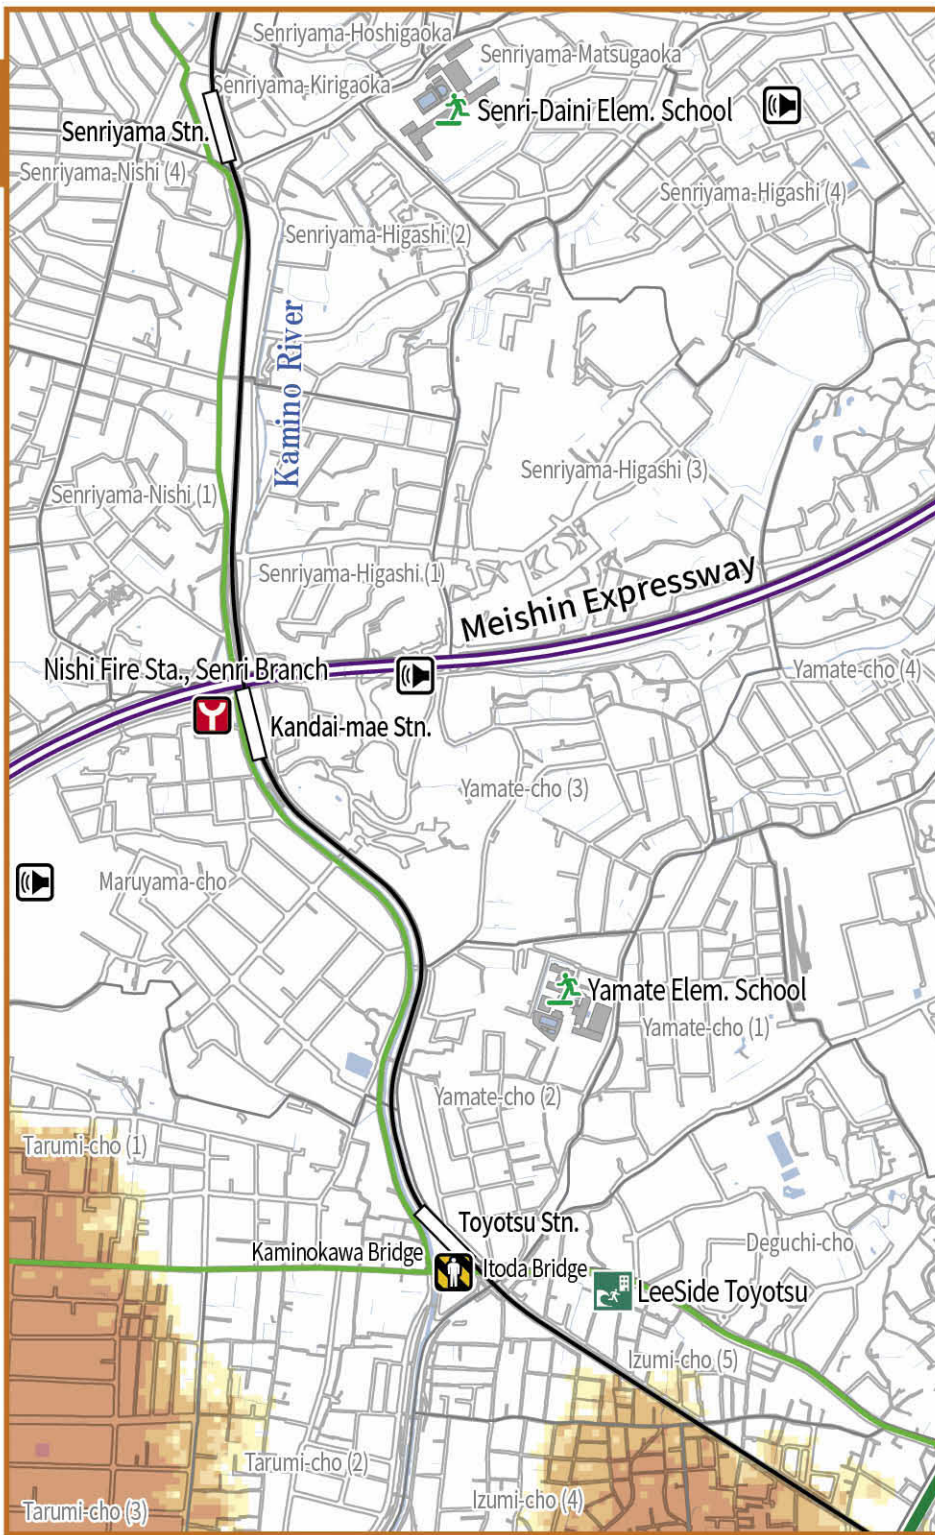 Senriyama-Hoshigaoka
Senriyama-Matsugaoka
Senriyama-Kirigaoka
Senri-Daini Elem. School
Senriyama Stn.
Senriyama-Nishi (4)
Senriyama-Higashi (4)
Senriyama-Higashi (2)
Kamino River
Senriyama-Higashi (3)
Senriyama-Nishi (1)
Senriyama-Higashi (1)
Meishin Expressway
Nishi Fire Sta., Senri Branch
Yamate-cho (4)
Kandai-mae Stn.
Yamate-cho (3)
Maruyama-cho
Yamate Elem. School
Yamate-cho (1)
Yamate-cho (2)
Tarumi-cho (1)
Toyotsu Stn.
Deguchi-cho
Kaminokawa Bridge
Itoda Bridge
LeeSide Toyotsu
Izumi-cho (5)
Tarumi-cho (2)
Izumi-cho (4)
Tarumi-cho (3)